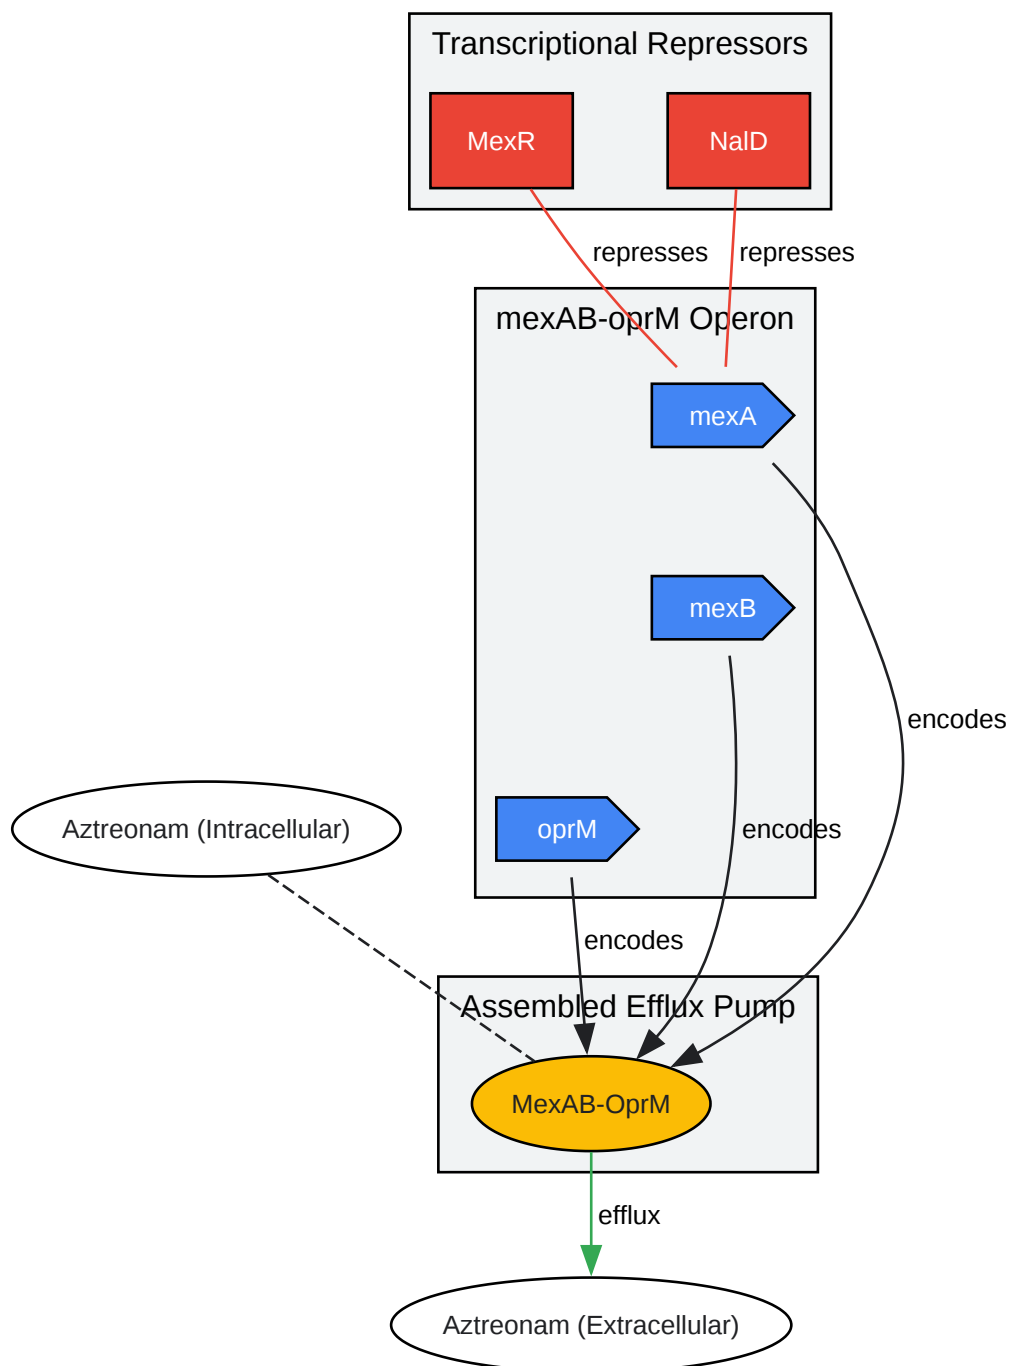 Transcriptional Repressors
MexR
NalD
represses
represses
mexAB-oprM Operon
mexA
mexB
encodes
Aztreonam (Intracellular)
oprM
encodes
encodes
Assembled Efflux Pump
MexAB-OprM
efflux
Aztreonam (Extracellular)